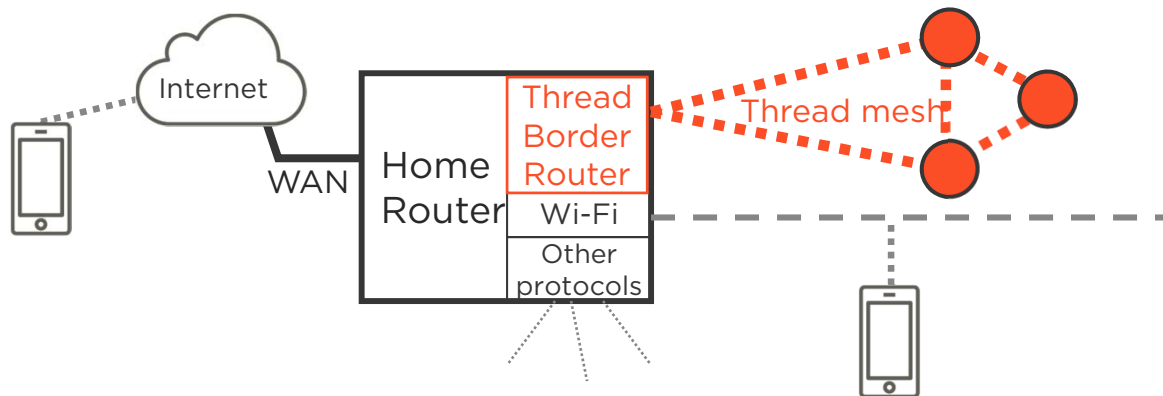 Internet
WAN
Home
Router
Thread
Border
Router
Wi-Fi
Other
protocols
Thread mesh